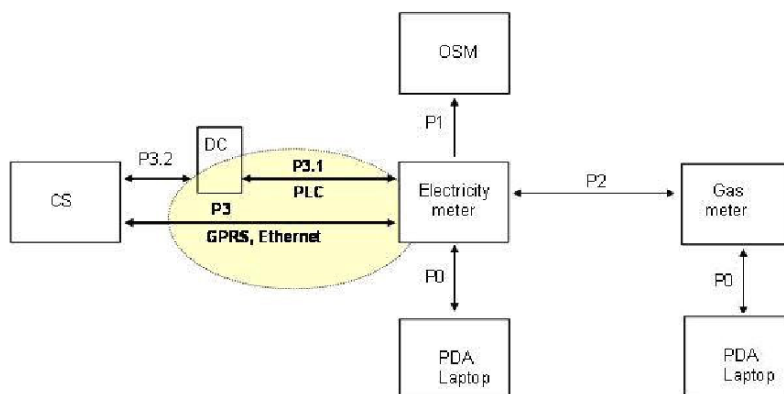 OSM
P1
DC
P3.2
P3.1
PLC
CS
P3
GPRS, Ethernet
Electricity
meter
P2
Gas
meter
P0
P0
PDA
Laptop
PDA
Laptop